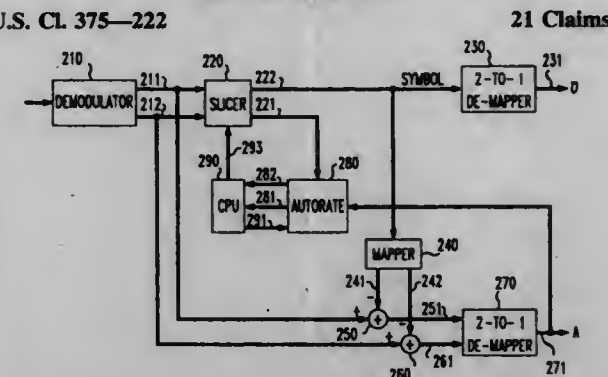 U.S. Cl. 375—222 21 Claims
210
DEMODULATOR
211
212
220
SLICER
222
221
SYMBOL
230
2-TO-1
DE-MAPPER
231
D
293
290
CPU
282
281
291
280
AUTORATE
MAPPER
240
241
242
-
-
+
+
250
+
251
+
260
261
270
2-TO-1
DE-MAPPER
271
A